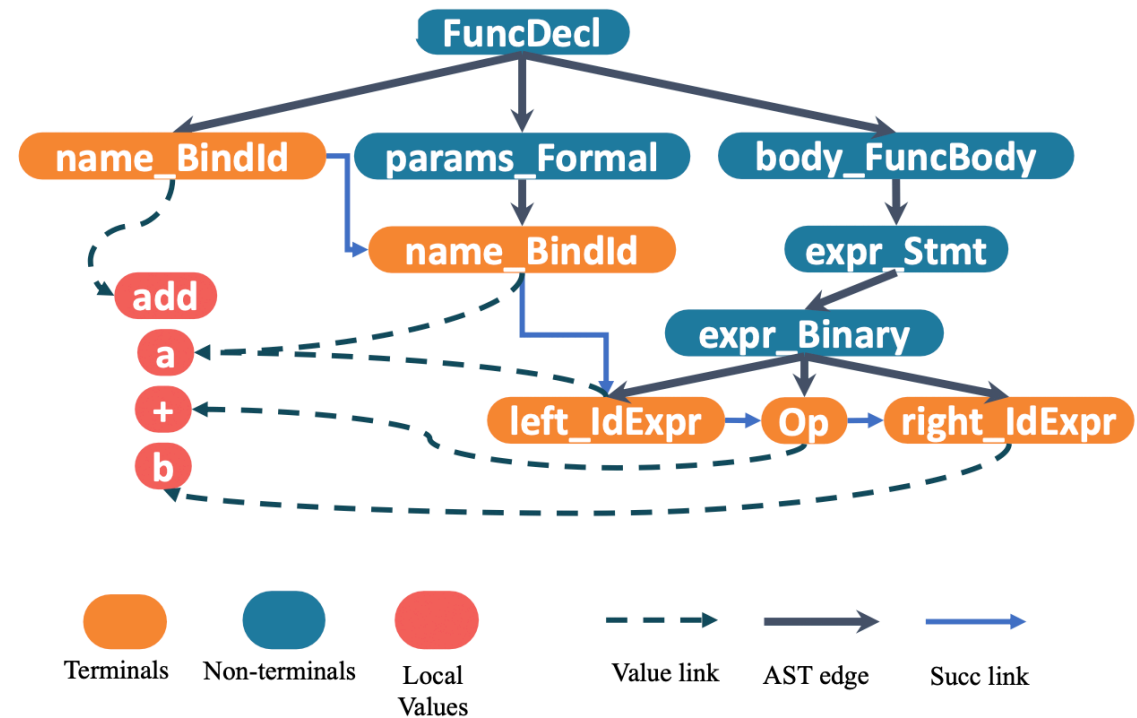 FuncDecl
name_BindId
params_Formal
body_FuncBody
name_BindId
expr_Stmt
add
expr_Binary
a
+
left_IdExpr
Op
right_IdExpr
b
Terminals
Non-terminals
Local
Values
Value link
AST edge
Succ link